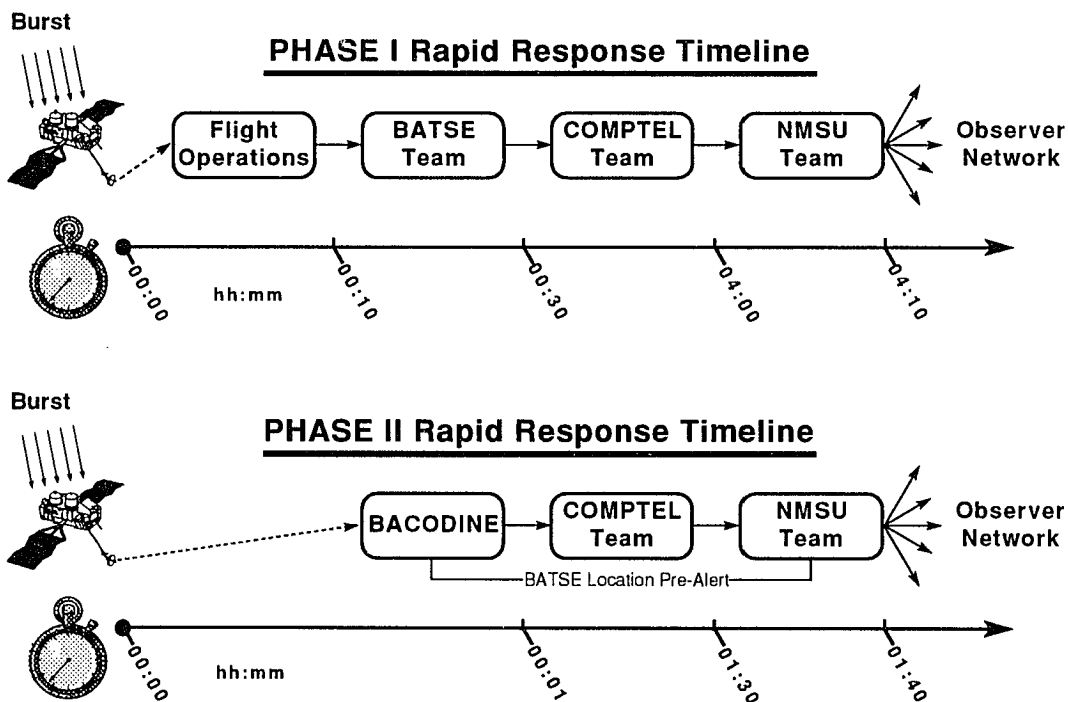 Burst
PHASE I Rapid Response Timeline
Flight
Operations
BATSE
Team
COMPTEL
Team
NMSU
Team
Observer
Network
00:00
hh:mm
00:10
00:30
04:00
04:10
Burst
PHASE II Rapid Response Timeline
BACODINE
COMPTEL
Team
NMSU
Team
Observer
Network
BATSE Location Pre-Alert
00:00
hh:mm
00:01
01:30
01:40